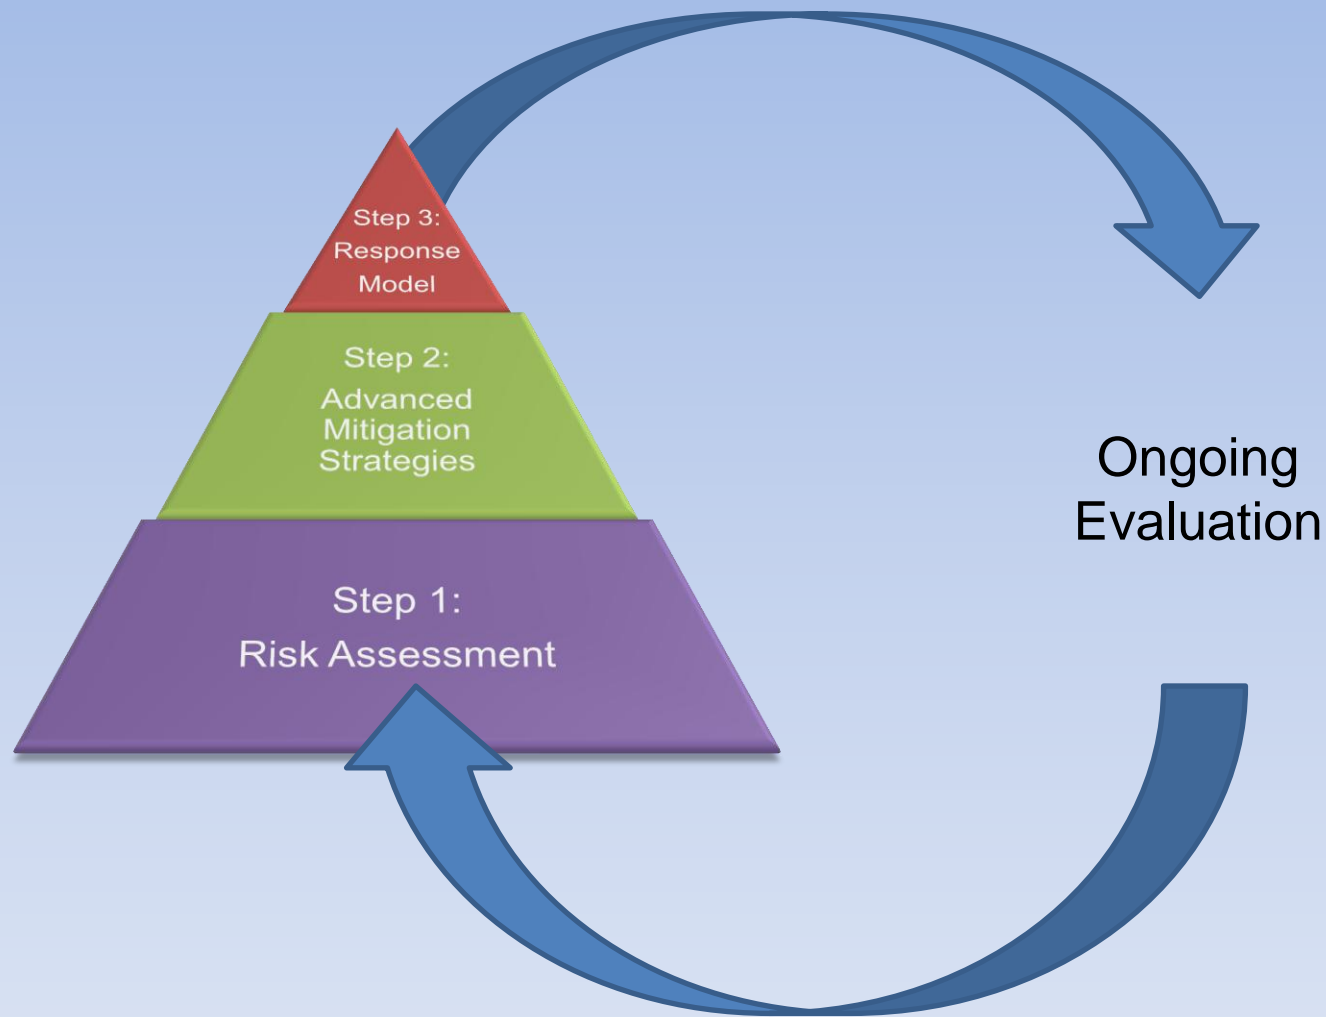 Step 3:
Response
Model
Step 2:
Advanced
Mitigation
Strategies
Step 1:
Risk Assessment
Ongoing
Evaluation